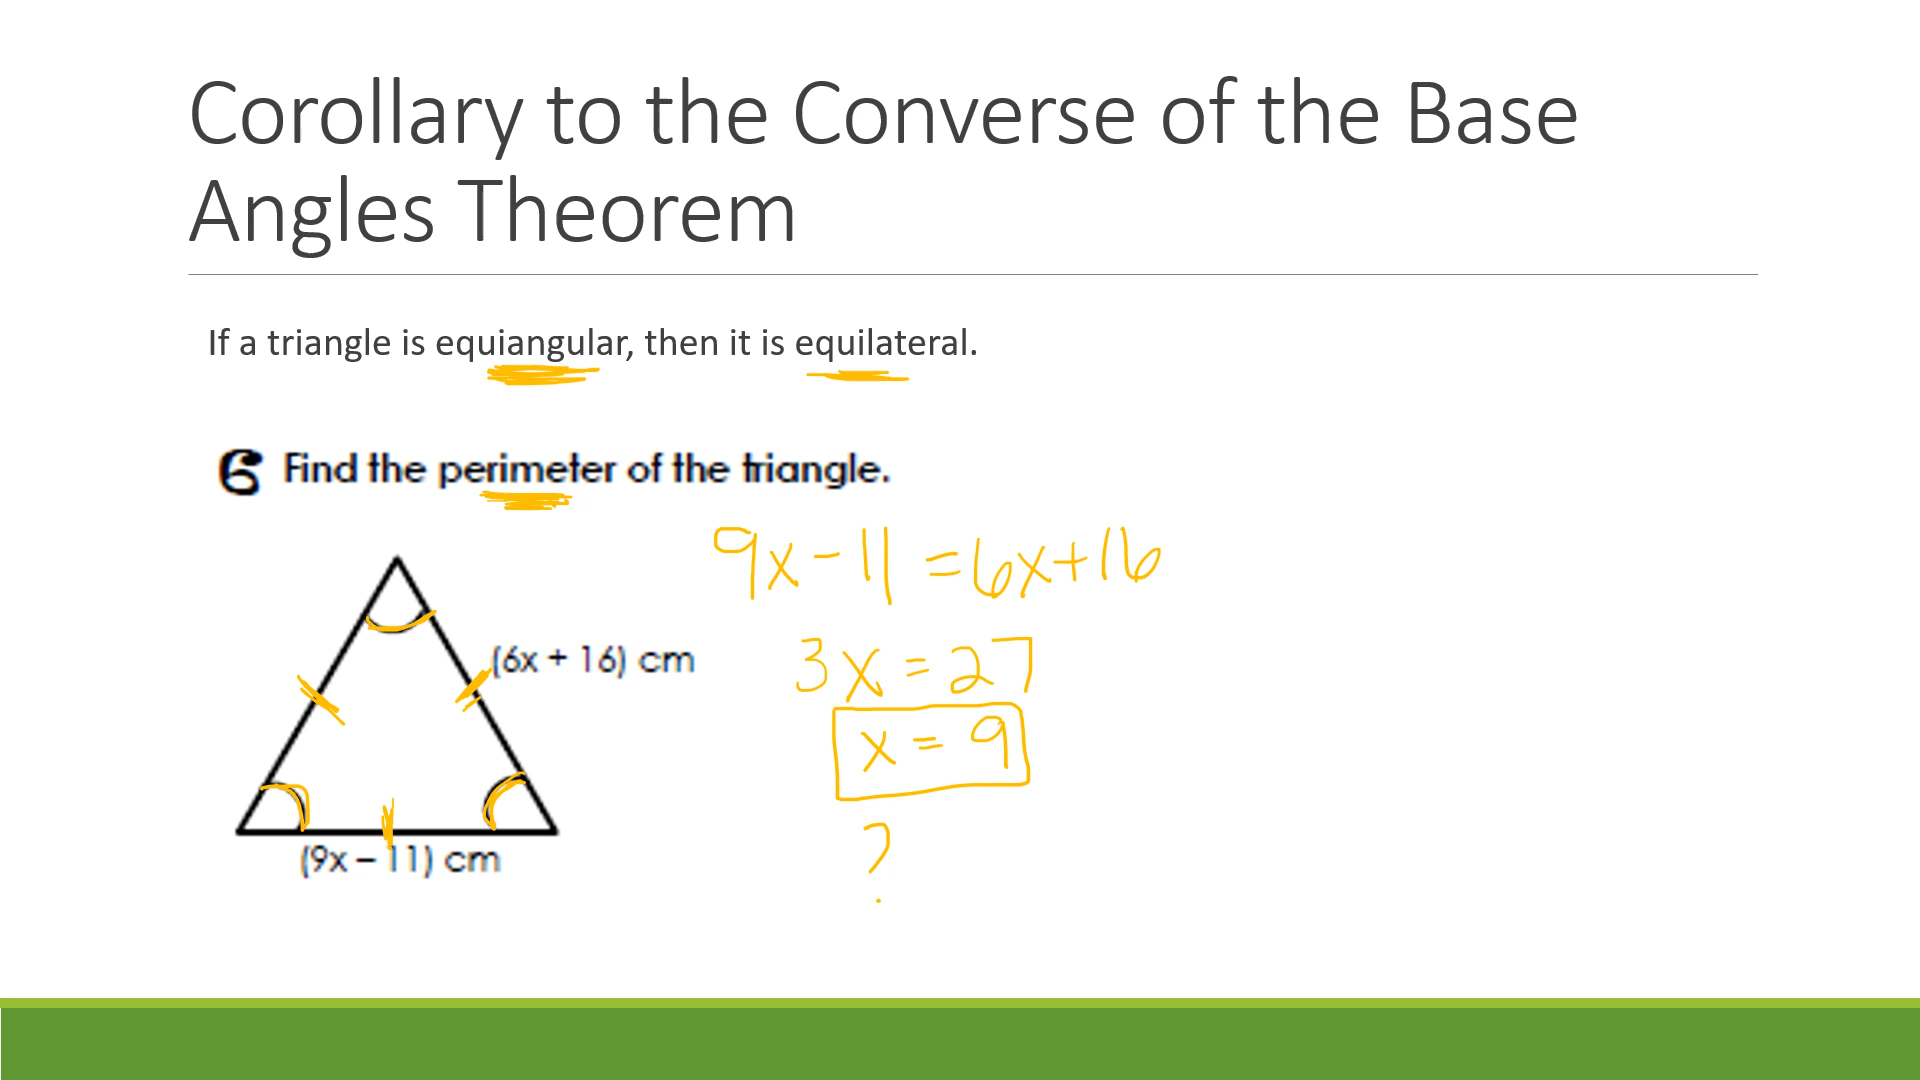 Corollary to the Converse of the Base
Angles Theorem
If a triangle is equiangular, then it is equilateral.
6 Find the perimeter of the triangle.
9x - 11 = 6x + 16
(6x + 16) cm
3x = 27
x = 9
(9x – 11) cm
?